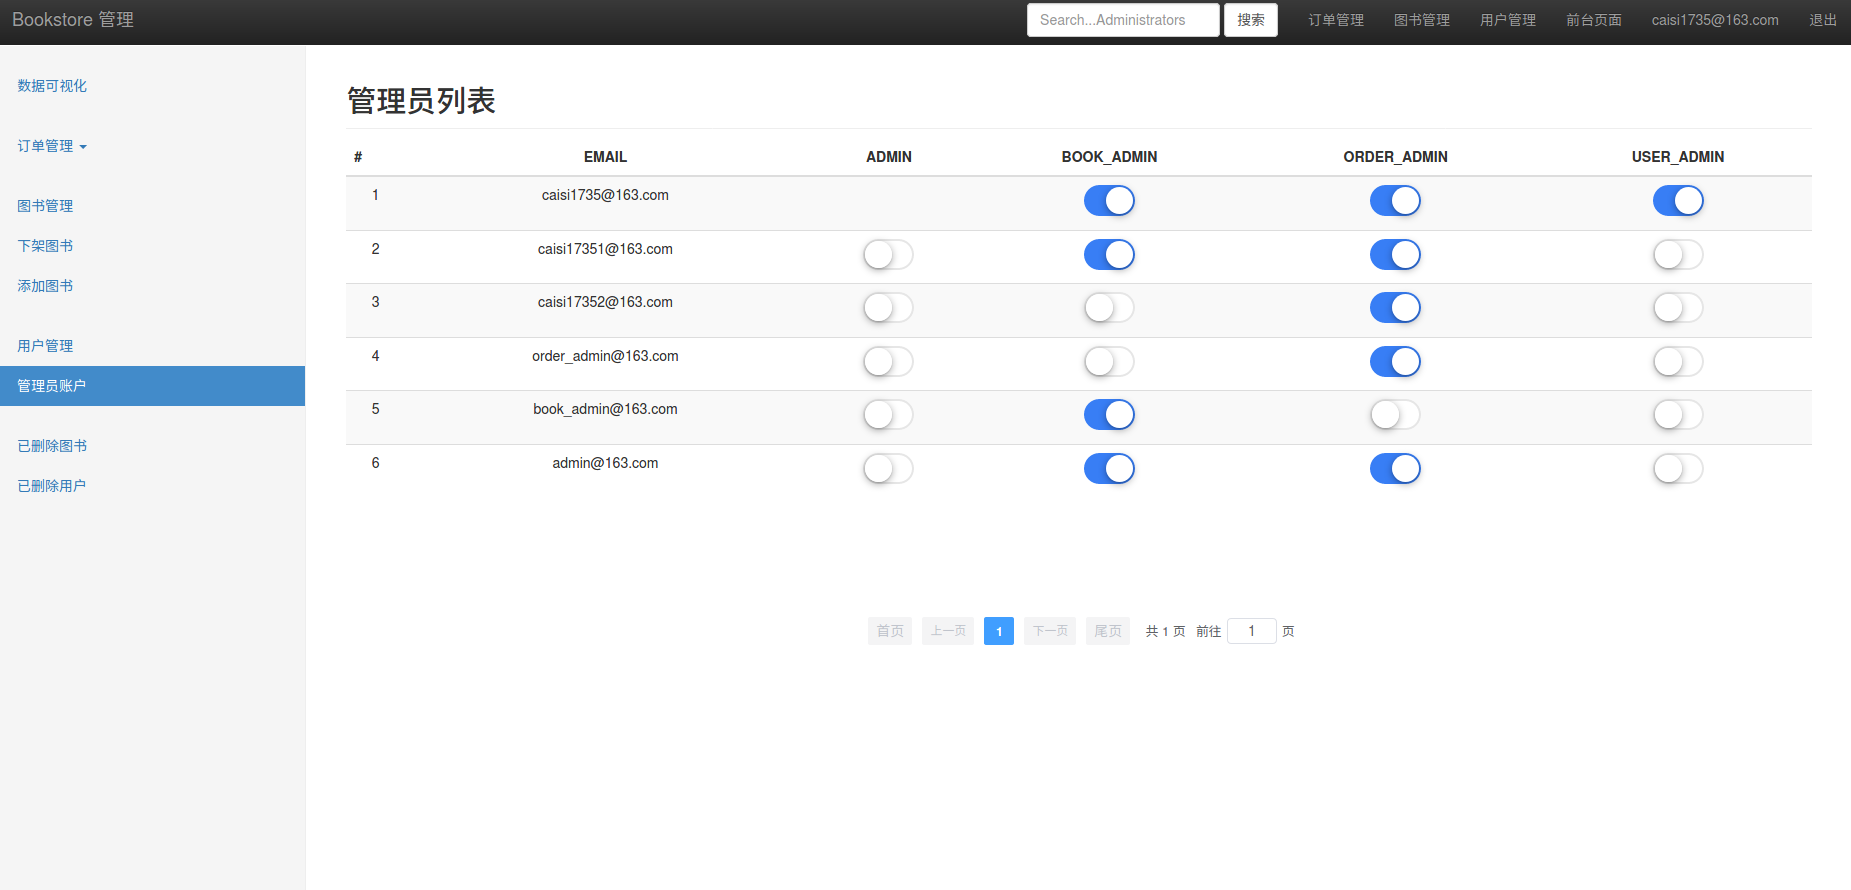 Bookstore 管理
Search...Administrators 搜索 订单管理 图书管理 用户管理 前台页面 caisi1735@163.com 退出
数据可视化
订单管理
图书管理
下架图书
添加图书
用户管理
管理员账户
已删除图书
已删除用户
管理员列表
# EMAIL ADMIN BOOK_ADMIN ORDER_ADMIN USER_ADMIN
1 caisi1735@163.com
2 caisi17351@163.com
3 caisi17352@163.com
4 order_admin@163.com
5 book_admin@163.com
6 admin@163.com
首页 上一页 1 下一页 尾页 共 1 页 前往 1 页